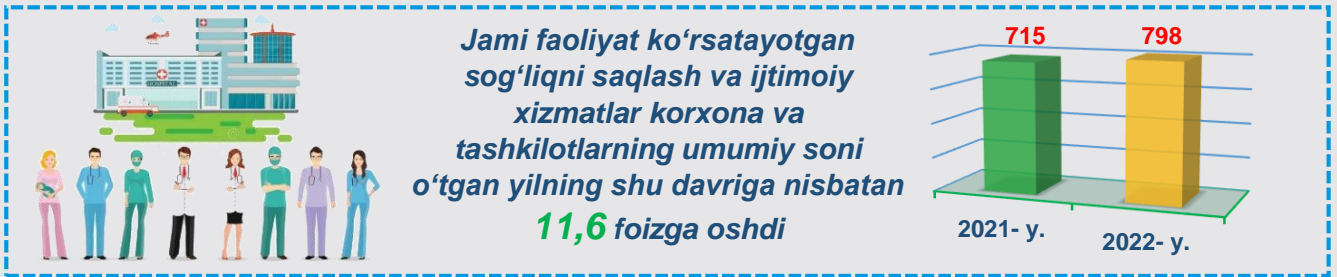 Jami faoliyat ko‘rsatayotgan
sog‘liqni saqlash va ijtimoiy
xizmatlar korxona va
tashkilotlarning umumiy soni
o‘tgan yilning shu davriga nisbatan
11,6 foizga oshdi
715
798
2021- y.
2022- y.
HOSPITAL